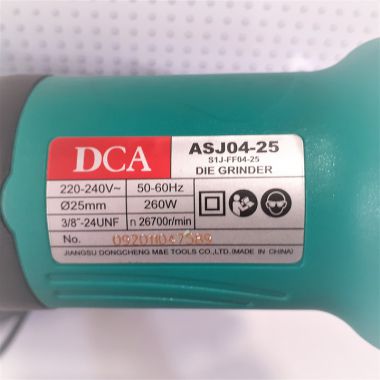 DCA
ASJ04-25
S1J-FF04-25
DIE GRINDER
220-240V~ 50-60Hz
Ø25mm 260W
3/8"-24UNF n 26700r/min
No.
JIANGSU DONGCHENG M&E TOOLS CO.,LTD.(MADE IN CHINA)